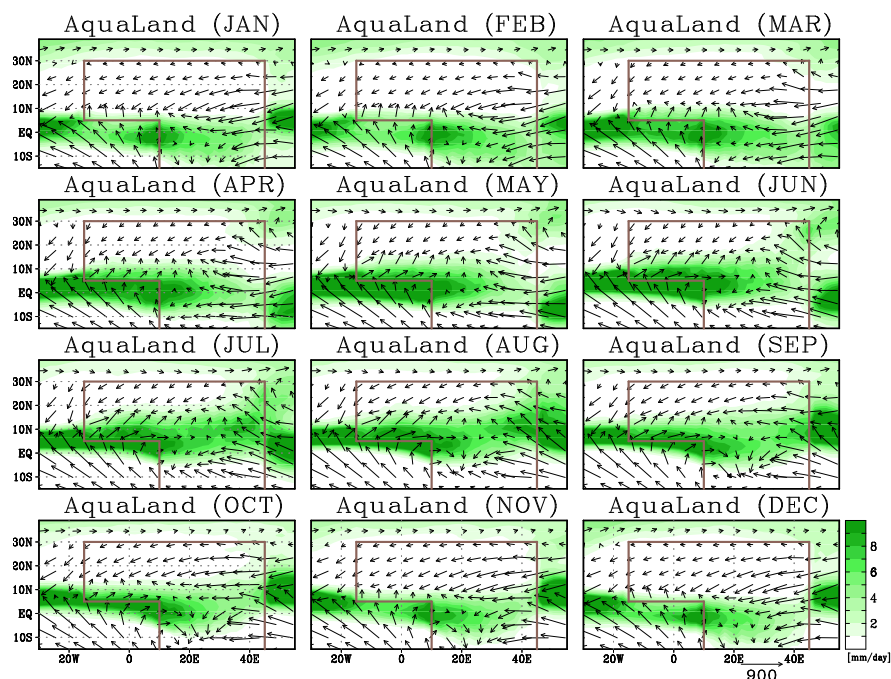 AquaLand (JAN) AquaLand (FEB) AquaLand (MAR)
30N
20N
10N
EQ
10S
AquaLand (APR) AquaLand (MAY) AquaLand (JUN)
30N
20N
10N
EQ
10S
AquaLand (JUL) AquaLand (AUG) AquaLand (SEP)
30N
20N
10N
EQ
10S
AquaLand (OCT) AquaLand (NOV) AquaLand (DEC)
30N
20N
10N
EQ
10S
8
6
4
2
20W 0 20E 40E 20W 0 20E 40E 20W 0 20E 40E [mm/day]
900